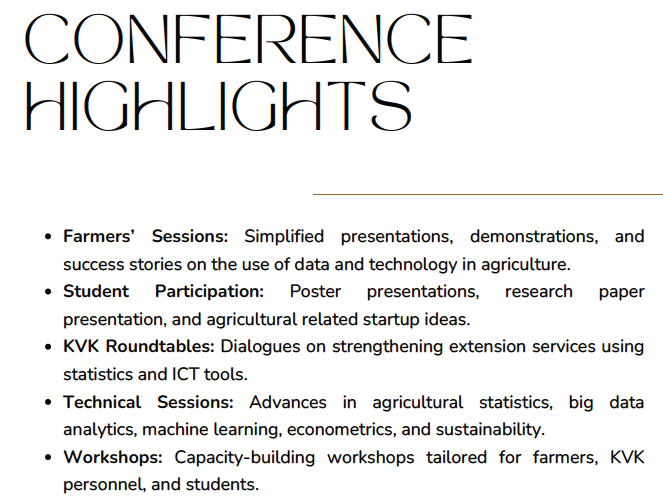 CONFERENCE
HIGHLIGHTS
• Farmers’ Sessions: Simplified presentations, demonstrations, and
success stories on the use of data and technology in agriculture.
• Student Participation: Poster presentations, research paper
presentation, and agricultural related startup ideas.
• KVK Roundtables: Dialogues on strengthening extension services using
statistics and ICT tools.
• Technical Sessions: Advances in agricultural statistics, big data
analytics, machine learning, econometrics, and sustainability.
• Workshops: Capacity-building workshops tailored for farmers, KVK
personnel, and students.